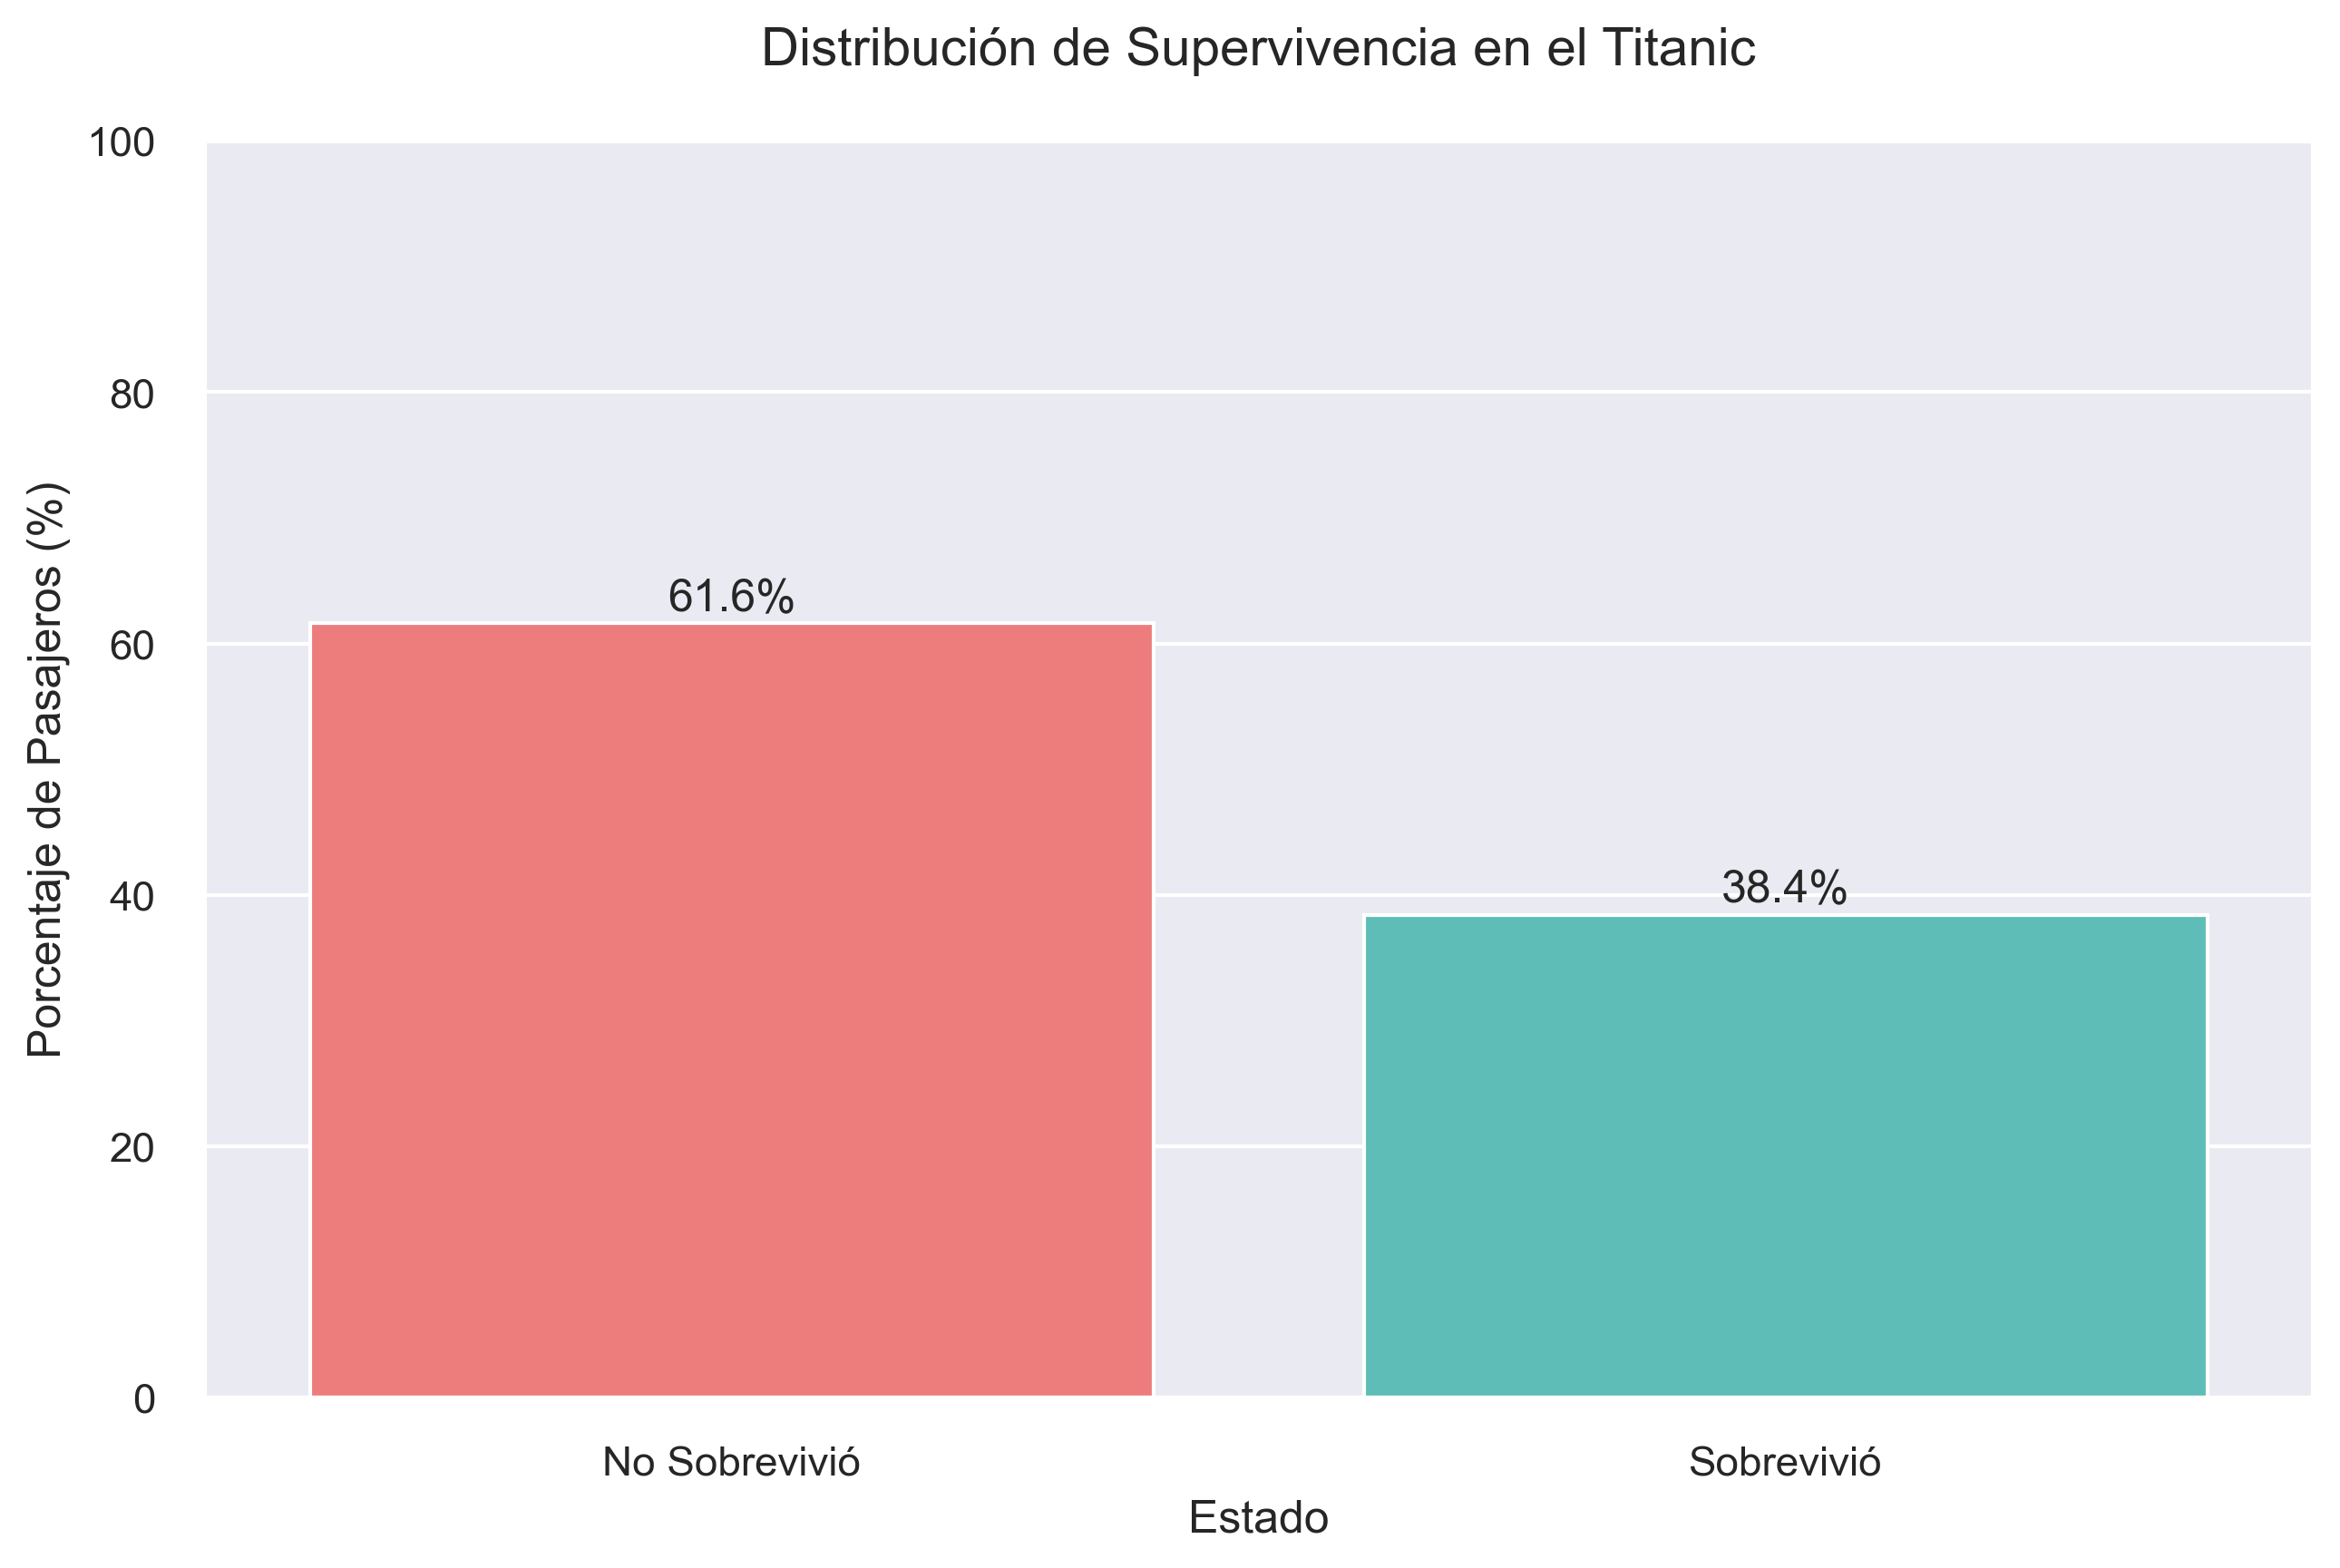 Distribución de Supervivencia en el Titanic
Porcentaje de Pasajeros (%)
100
80
60
40
20
0
61.6%
38.4%
No Sobrevivió
Sobrevivió
Estado